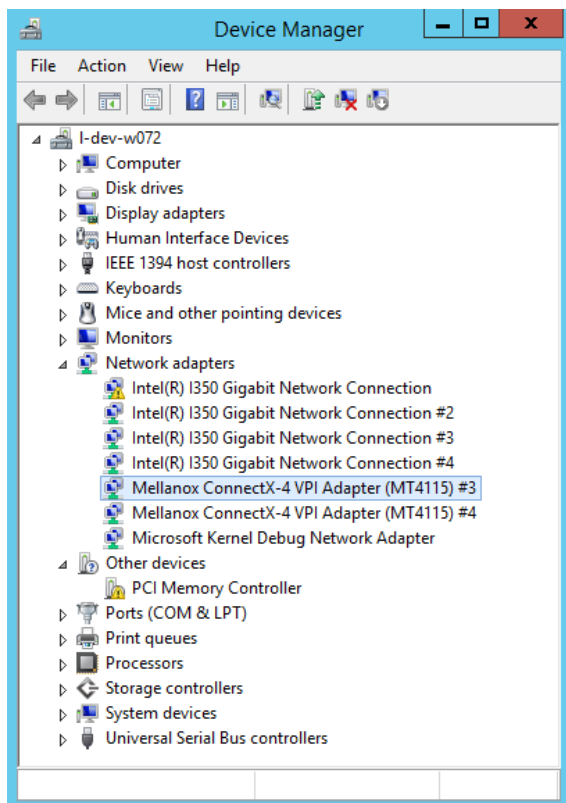 Device Manager
File Action View Help
l-dev-w072
Computer
Disk drives
Display adapters
Human Interface Devices
IEEE 1394 host controllers
Keyboards
Mice and other pointing devices
Monitors
Network adapters
Intel(R) I350 Gigabit Network Connection
Intel(R) I350 Gigabit Network Connection #2
Intel(R) I350 Gigabit Network Connection #3
Intel(R) I350 Gigabit Network Connection #4
Mellanox ConnectX-4 VPI Adapter (MT4115) #3
Mellanox ConnectX-4 VPI Adapter (MT4115) #4
Microsoft Kernel Debug Network Adapter
Other devices
PCI Memory Controller
Ports (COM & LPT)
Print queues
Processors
Storage controllers
System devices
Universal Serial Bus controllers